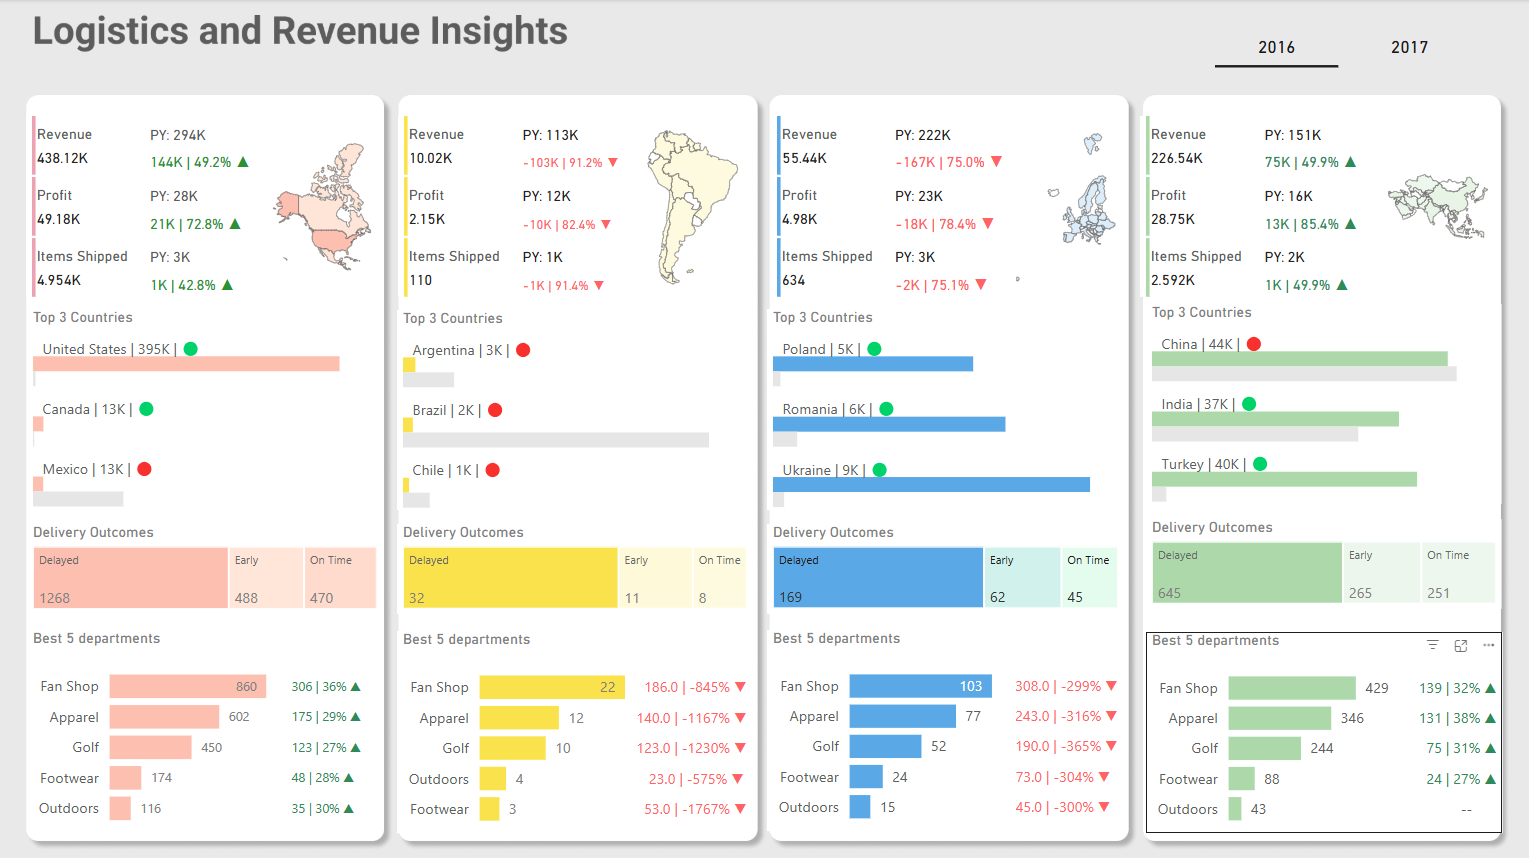 Logistics and Revenue Insights
2016
2017
Revenue
438.12K
PY: 294K
144K | 49.2% ▲
Profit
49.18K
PY: 28K
21K | 72.8% ▲
Items Shipped
4.954K
PY: 3K
1K | 42.8% ▲
Top 3 Countries
United States | 395K |
Canada | 13K |
Mexico | 13K |
Delivery Outcomes
Delayed
1268
Early
488
On Time
470
Best 5 departments
Fan Shop 860 306 | 36% ▲
Apparel 602 175 | 29% ▲
Golf 450 123 | 27% ▲
Footwear 174 48 | 28% ▲
Outdoors 116 35 | 30% ▲
Revenue
10.02K
PY: 113K
-103K | 91.2% ▼
Profit
2.15K
PY: 12K
-10K | 82.4% ▼
Items Shipped
110
PY: 1K
-1K | 91.4% ▼
Top 3 Countries
Argentina | 3K |
Brazil | 2K |
Chile | 1K |
Delivery Outcomes
Delayed
32
Early
11
On Time
8
Best 5 departments
Fan Shop 22 186.0 | -845% ▼
Apparel 12 140.0 | -1167% ▼
Golf 10 123.0 | -1230% ▼
Outdoors 4 23.0 | -575% ▼
Footwear 3 53.0 | -1767% ▼
Revenue
55.44K
PY: 222K
-167K | 75.0% ▼
Profit
4.98K
PY: 23K
-18K | 78.4% ▼
Items Shipped
634
PY: 3K
-2K | 75.1% ▼
Top 3 Countries
Poland | 5K |
Romania | 6K |
Ukraine | 9K |
Delivery Outcomes
Delayed
169
Early
62
On Time
45
Best 5 departments
Fan Shop 103 308.0 | -299% ▼
Apparel 77 243.0 | -316% ▼
Golf 52 190.0 | -365% ▼
Footwear 24 73.0 | -304% ▼
Outdoors 15 45.0 | -300% ▼
Revenue
226.54K
PY: 151K
75K | 49.9% ▲
Profit
28.75K
PY: 16K
13K | 85.4% ▲
Items Shipped
2.592K
PY: 2K
1K | 49.9% ▲
Top 3 Countries
China | 44K |
India | 37K |
Turkey | 40K |
Delivery Outcomes
Delayed
645
Early
265
On Time
251
Best 5 departments
Fan Shop 429 139 | 32% ▲
Apparel 346 131 | 38% ▲
Golf 244 75 | 31% ▲
Footwear 88 24 | 27% ▲
Outdoors 43 --